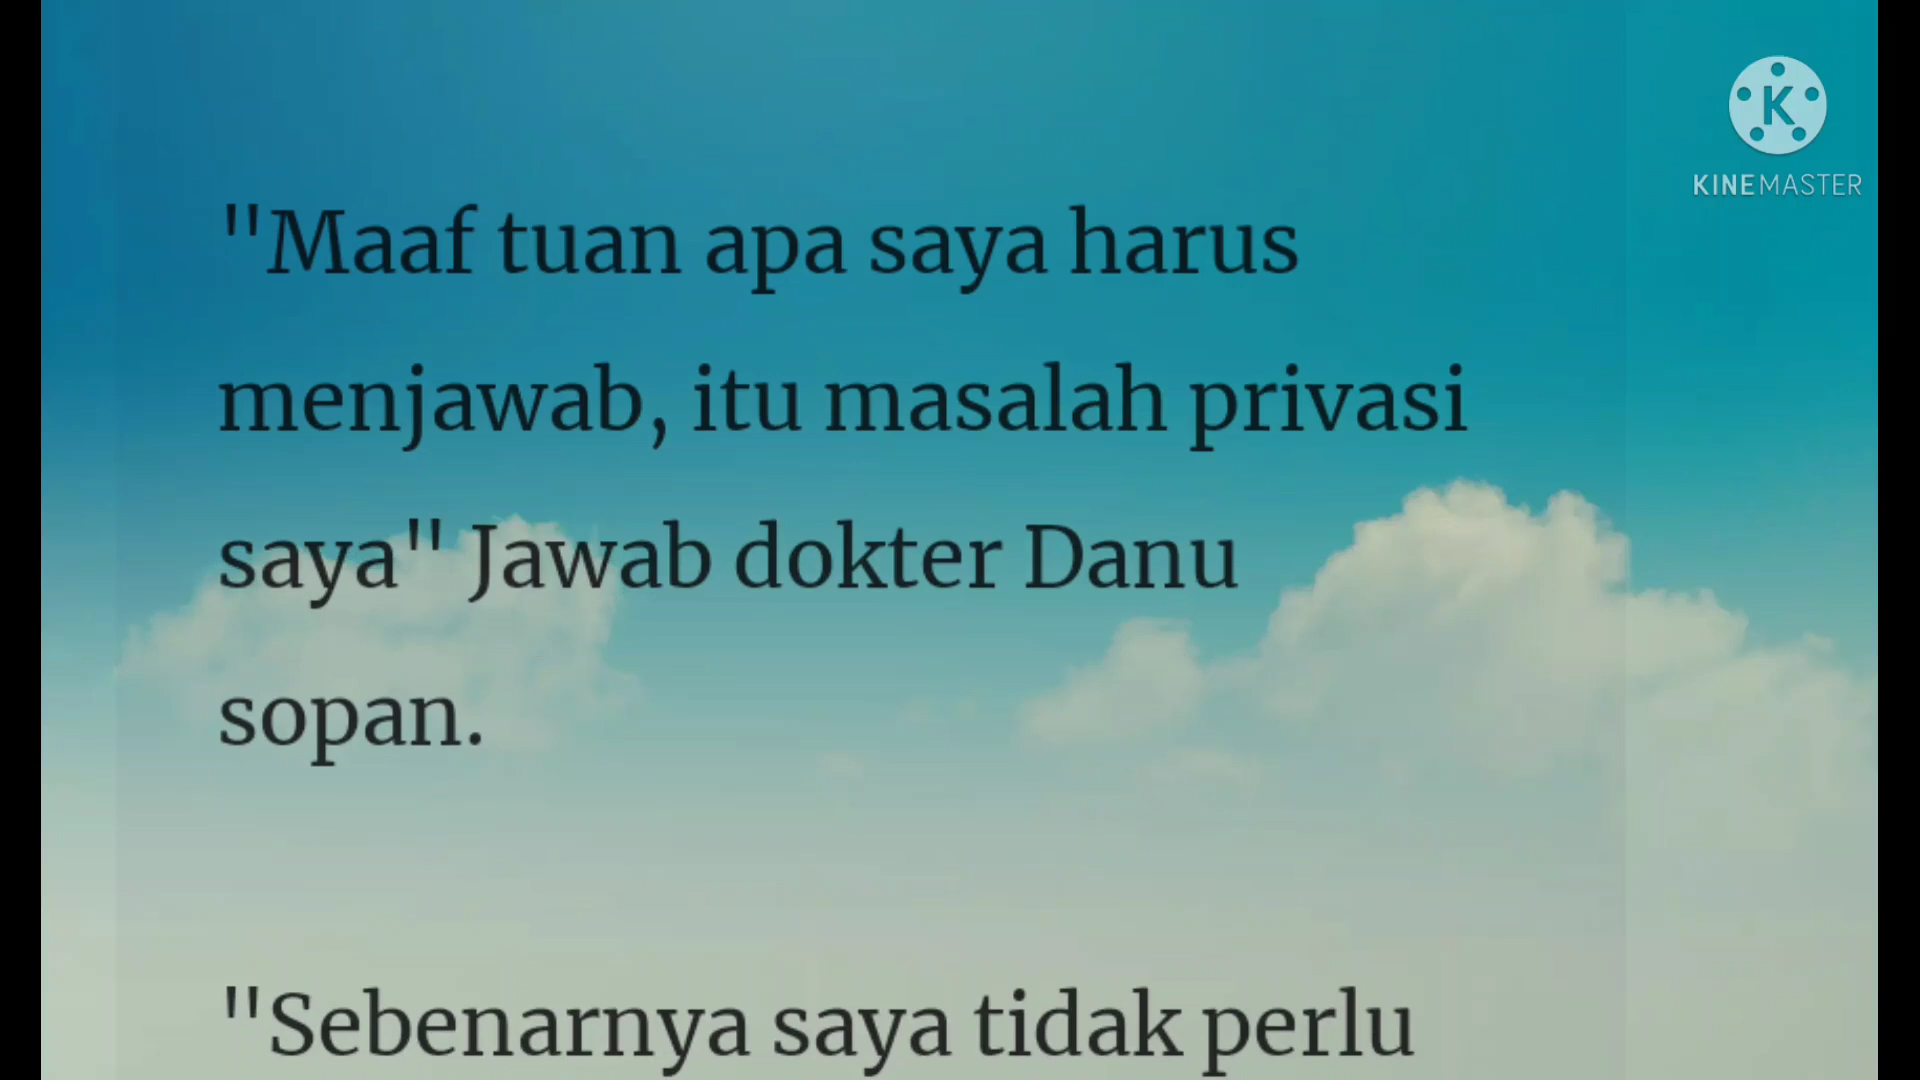 K
KINEMASTER
"Maaf tuan apa saya harus
menjawab, itu masalah privasi
saya" Jawab dokter Danu
sopan.
"Sebenarnya saya tidak perlu